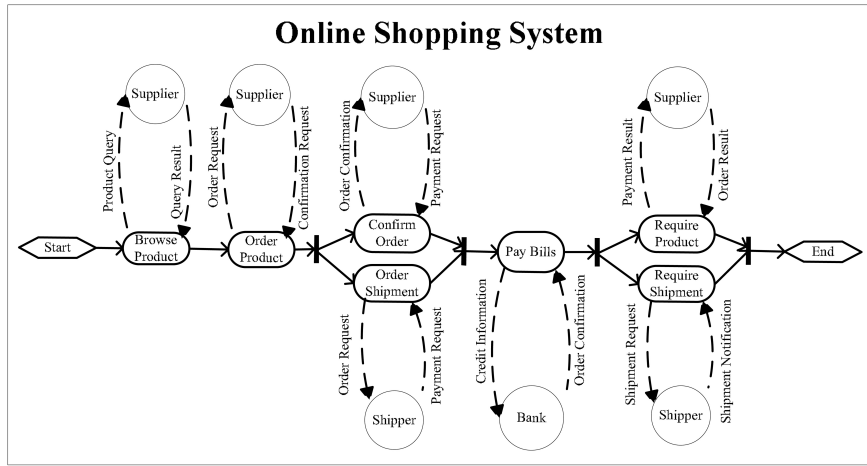 Online Shopping System
Supplier
Supplier
Supplier
Supplier
Product Query
Query Result
Order Request
Confirmation Request
Order Confirmation
Payment Request
Payment Result
Order Result
Start
Browse
Product
Order
Product
Confirm
Order
Order
Shipment
Pay Bills
Require
Product
Require
Shipment
End
Order Request
Payment Request
Credit Information
Order Confirmation
Shipment Request
Shipment Notification
Shipper
Bank
Shipper